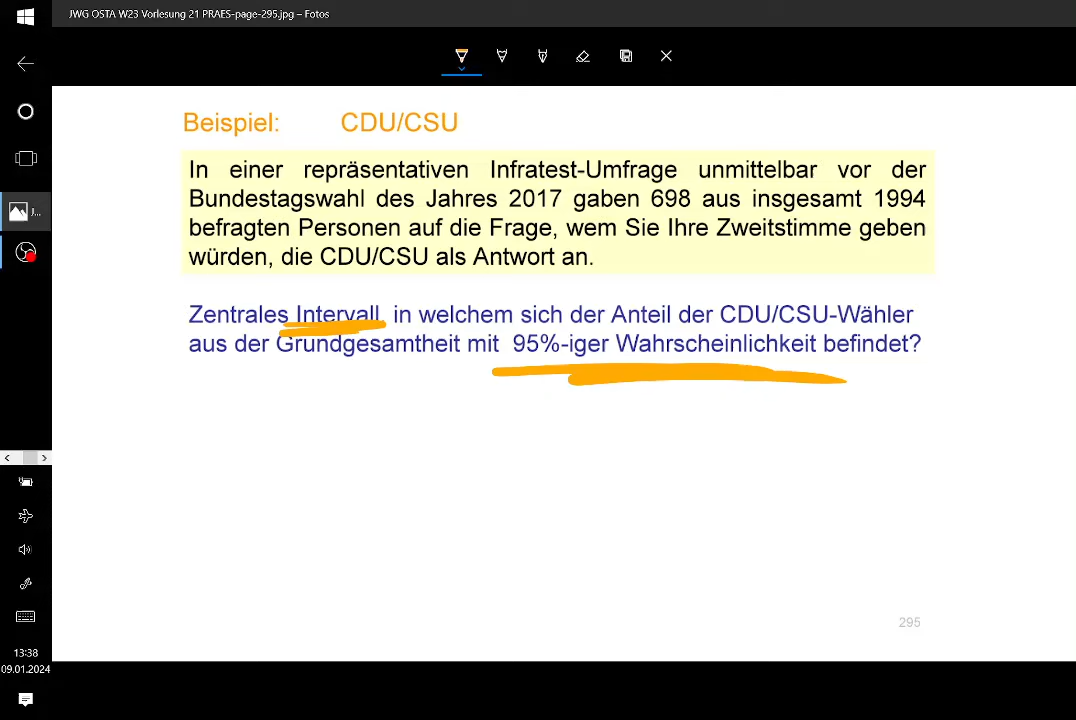 JWG OSTA W23 Vorlesung 21 PRAES-page-295.jpg – Fotos
Beispiel: CDU/CSU
In einer repräsentativen Infratest-Umfrage unmittelbar vor der
Bundestagswahl des Jahres 2017 gaben 698 aus insgesamt 1994
befragten Personen auf die Frage, wem Sie Ihre Zweitstimme geben
würden, die CDU/CSU als Antwort an.
Zentrales Intervall, in welchem sich der Anteil der CDU/CSU-Wähler
aus der Grundgesamtheit mit 95%-iger Wahrscheinlichkeit befindet?
295
J...
13:38
09.01.2024